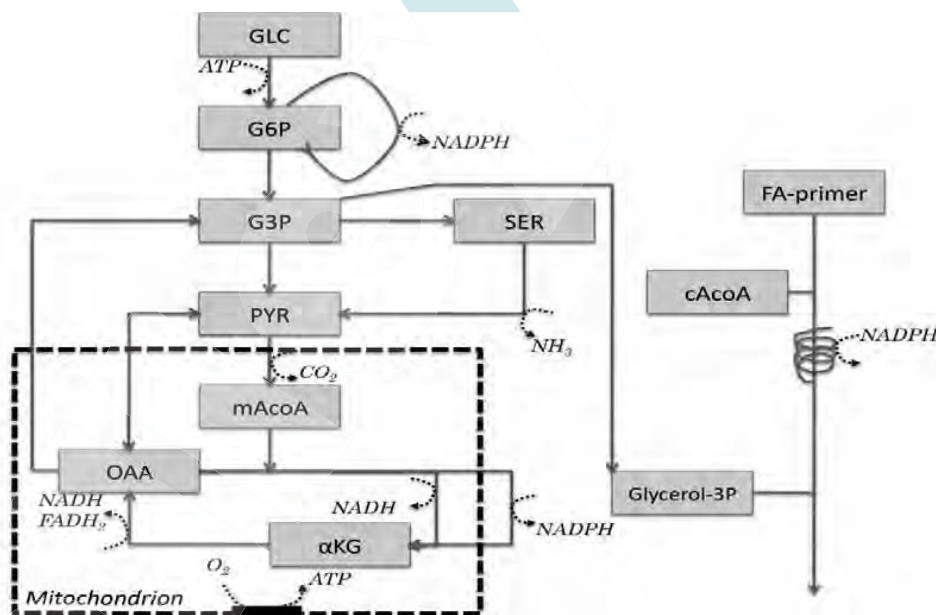 GLC
ATP
G6P
NADPH
FA-primer
G3P
SER
cAcoA
PYR
NH₃
NADPH
CO₂
mAcoA
OAA
Glycerol-3P
NADH
FADH₂
NADH
NADPH
αKG
O₂
ATP
Mitochondrion